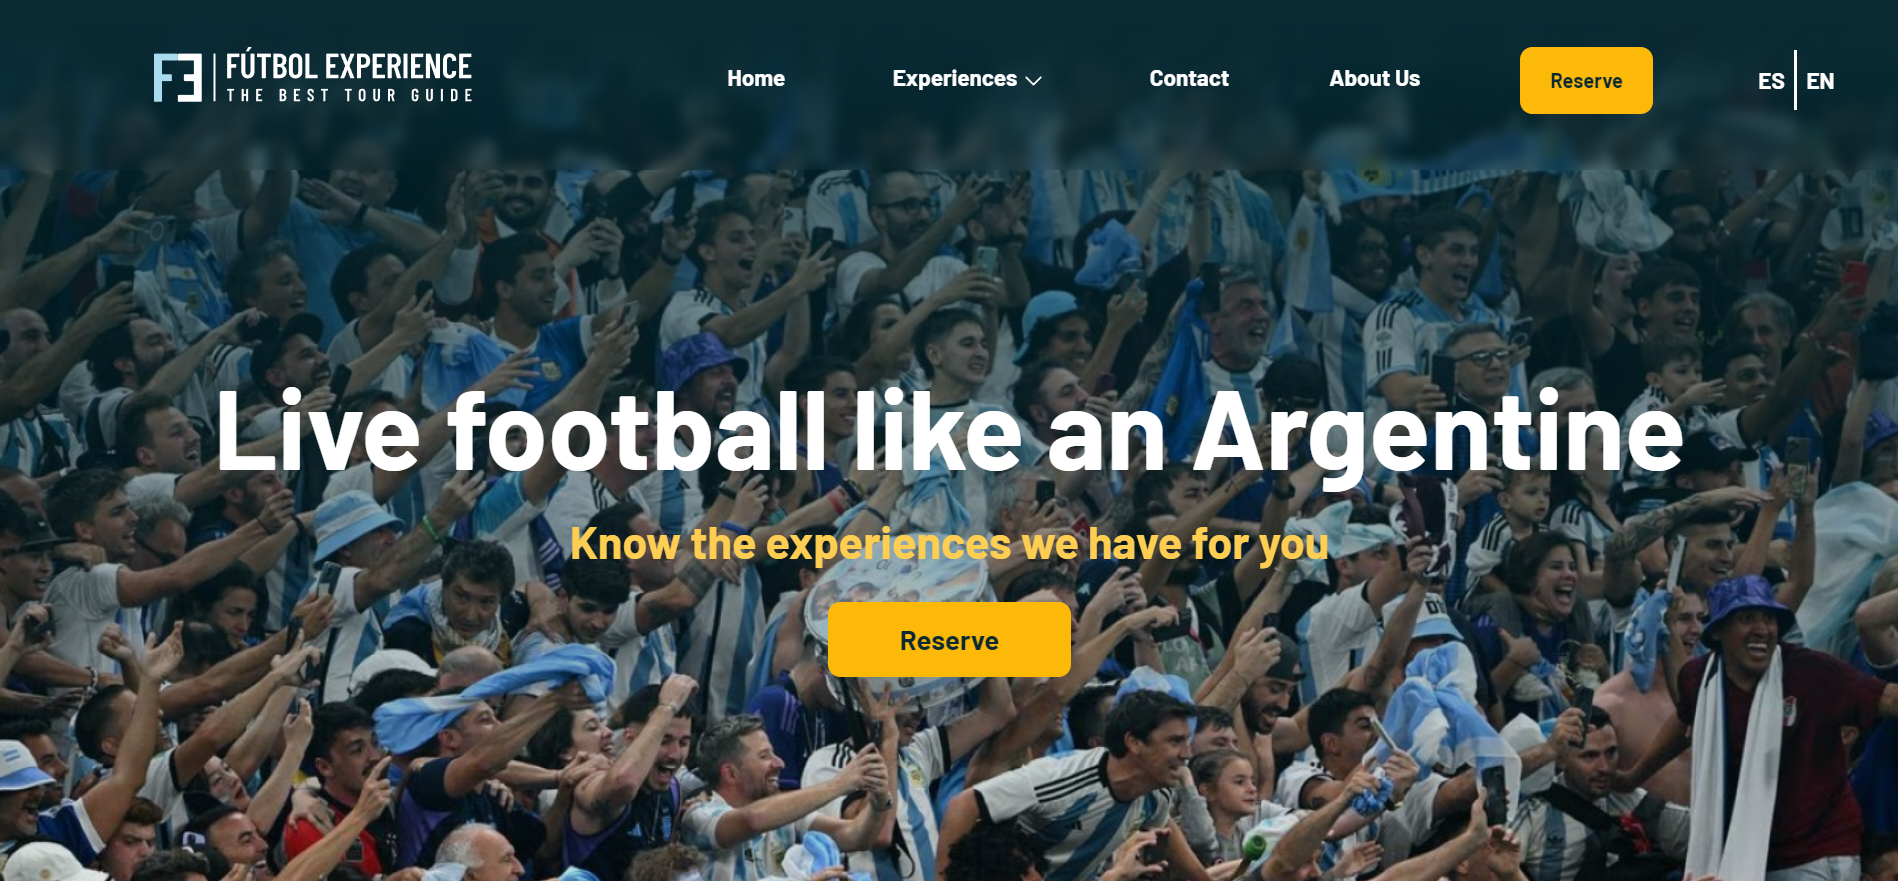 FE
FÚTBOL EXPERIENCE
THE BEST TOUR GUIDE
Home
Experiences
Contact
About Us
Reserve
ES
EN
Live football like an Argentine
Know the experiences we have for you
Reserve